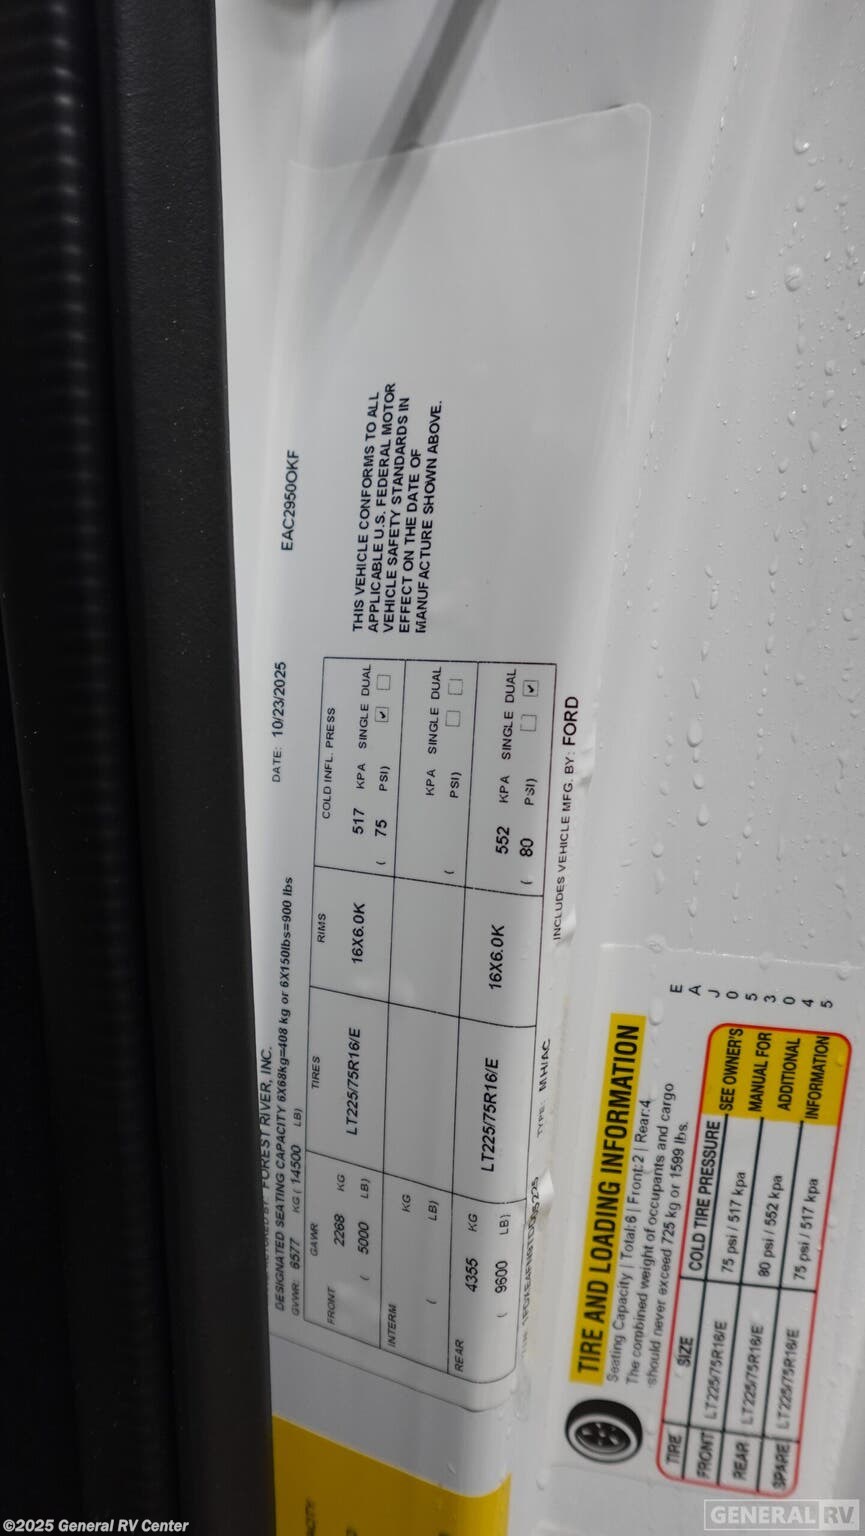 FOREST RIVER, INC.
DATE: 10/23/2025
EAC2950OKF
DESIGNATED SEATING CAPACITY 6X68kg=408 kg or 6X150lbs=900 lbs
GVWR: 6577 KG ( 14500 LB)
GAWR TIRES RIMS COLD INFL. PRESS
FRONT 2268 KG LT225/75R16/E 16X6.0K 517 KPA SINGLE DUAL
( 5000 LB) ( 75 PSI)
INTERM KG KPA SINGLE DUAL
( LB) ( PSI)
REAR 4355 KG LT225/75R16/E 16X6.0K 552 KPA SINGLE DUAL
( 9600 LB) ( 80 PSI)
THIS VEHICLE CONFORMS TO ALL
APPLICABLE U.S. FEDERAL MOTOR
VEHICLE SAFETY STANDARDS IN
EFFECT ON THE DATE OF
MANUFACTURE SHOWN ABOVE.
TYPE: MH/AC
INCLUDES VEHICLE MFG. BY: FORD
TIRE AND LOADING INFORMATION
Seating Capacity | Total:6 | Front:2 | Rear:4
The combined weight of occupants and cargo
should never exceed 725 kg or 1599 lbs.
TIRE SIZE COLD TIRE PRESSURE
FRONT LT225/75R16/E 75 psi / 517 kpa
REAR LT225/75R16/E 80 psi / 552 kpa
SPARE LT225/75R16/E 75 psi / 517 kpa
SEE OWNER'S
MANUAL FOR
ADDITIONAL
INFORMATION
E
A
J
0
5
3
0
4
5
©2025 General RV Center
GENERAL RV